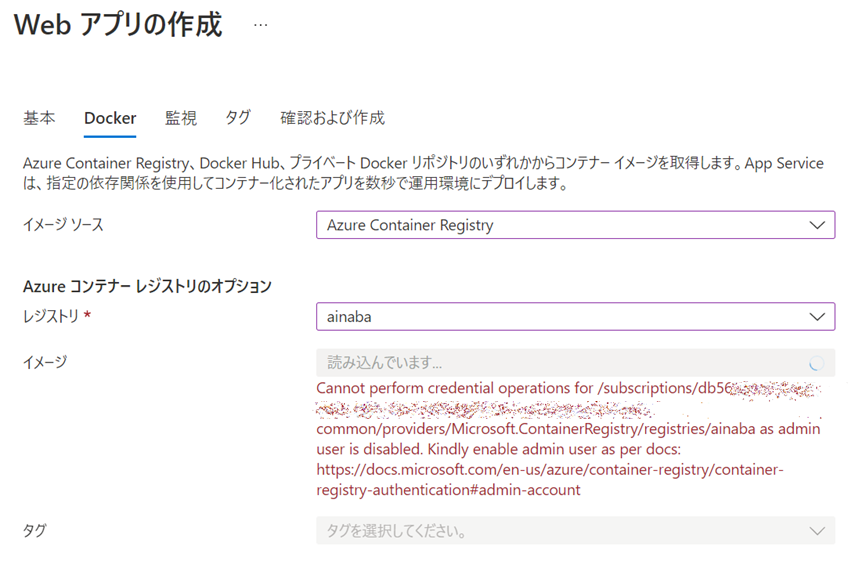 Web アプリの作成 ...
基本 Docker 監視 タグ 確認および作成
Azure Container Registry、Docker Hub、プライベート Docker リポジトリのいずれかからコンテナー イメージを取得します。App Service
は、指定の依存関係を使用してコンテナー化されたアプリを数秒で運用環境にデプロイします。
イメージ ソース Azure Container Registry
Azure コンテナー レジストリのオプション
レジストリ * ainaba
イメージ 読み込んでいます...
Cannot perform credential operations for /subscriptions/db56
common/providers/Microsoft.ContainerRegistry/registries/ainaba as admin
user is disabled. Kindly enable admin user as per docs:
https://docs.microsoft.com/en-us/azure/container-registry/container-
registry-authentication#admin-account
タグ タグを選択してください。